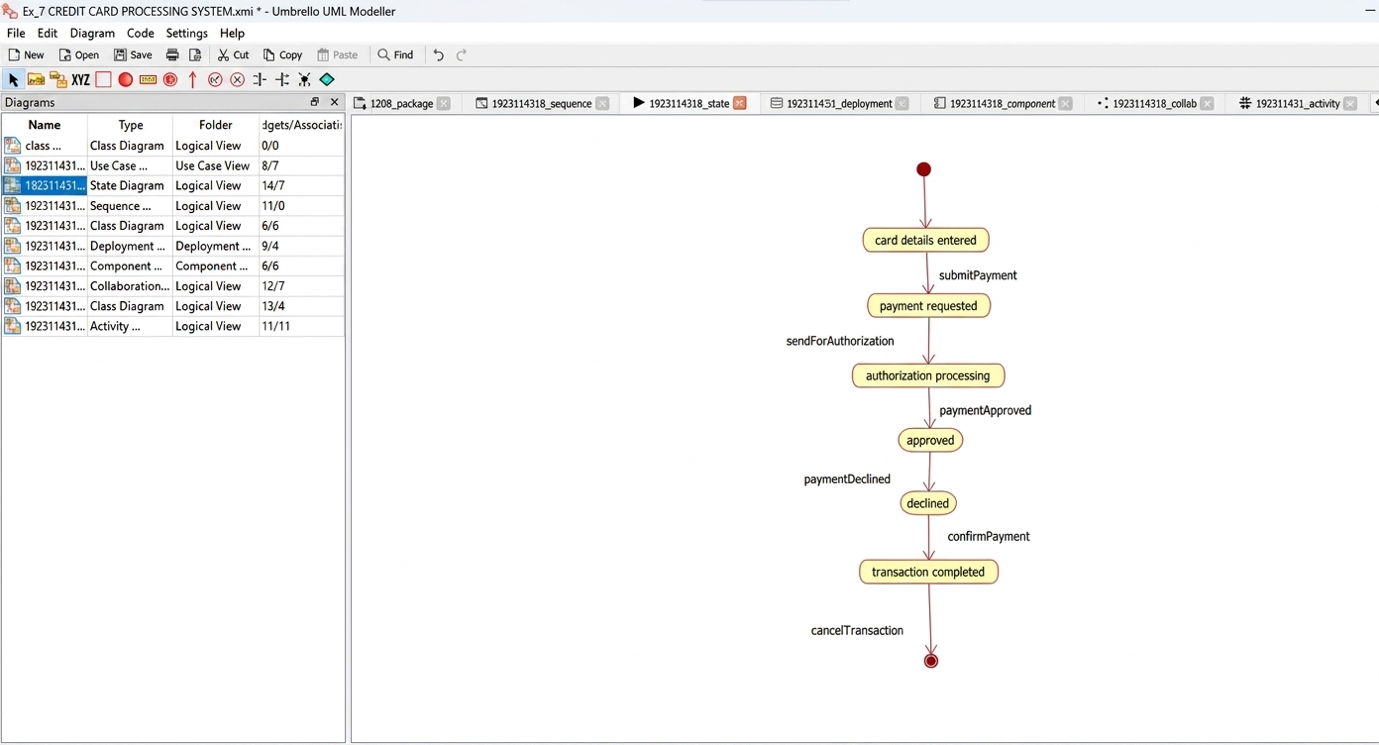 Ex_7 CREDIT CARD PROCESSING SYSTEM.xmi * - Umbrello UML Modeller
File Edit Diagram Code Settings Help
New Open Save Cut Copy Paste Find
XYZ
Diagrams
1208_package 1923114318_sequence 1923114318_state 192311431_deployment 1923114318_component 1923114318_collab 192311431_activity
Name Type Folder dgets/Associati
class ... Class Diagram Logical View 0/0
192311431... Use Case ... Use Case View 8/7
182311431... State Diagram Logical View 14/7
192311431... Sequence ... Logical View 11/0
192311431... Class Diagram Logical View 6/6
192311431... Deployment ... Deployment ... 9/4
192311431... Component ... Component ... 6/6
192311431... Collaboration... Logical View 12/7
192311431... Class Diagram Logical View 13/4
192311431... Activity ... Logical View 11/11
card details entered
submitPayment
payment requested
sendForAuthorization
authorization processing
paymentApproved
approved
paymentDeclined
declined
confirmPayment
transaction completed
cancelTransaction